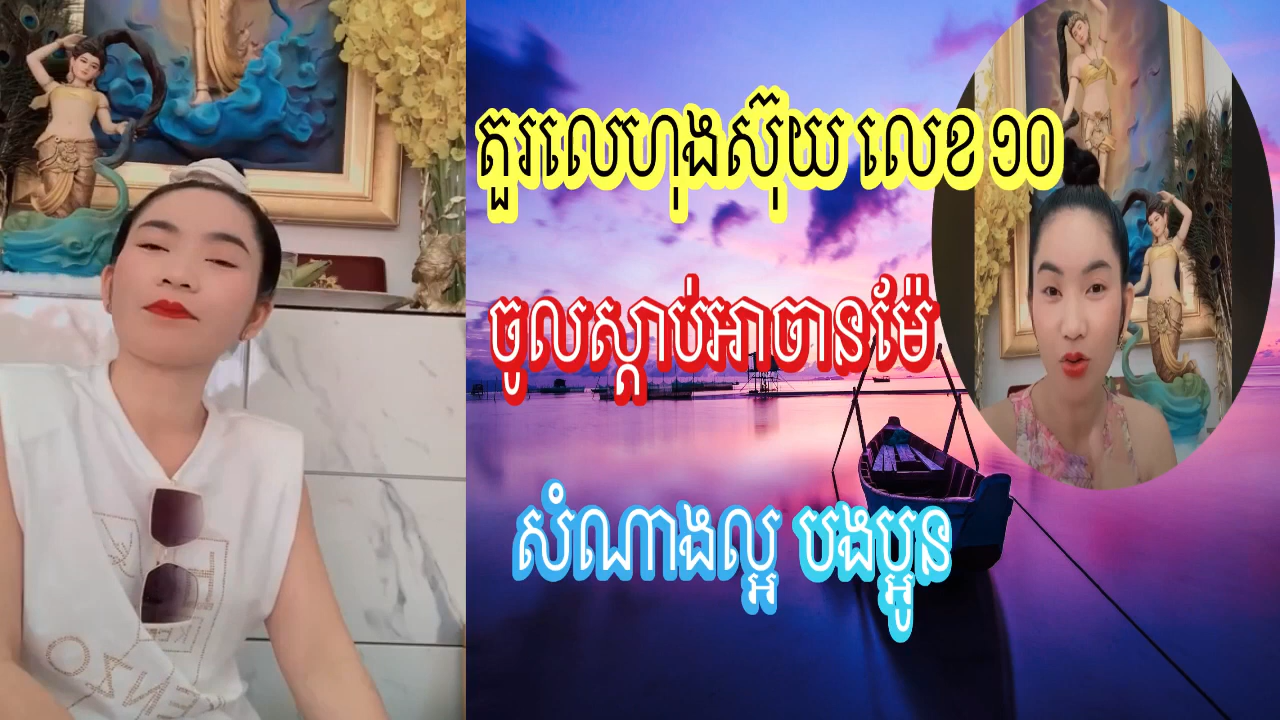 តួរលេហុងស៊ុយ លេខ ១០
ចូលស្តាប់អាចានម៉ែ
សំណាងល្អ បងប្អូន